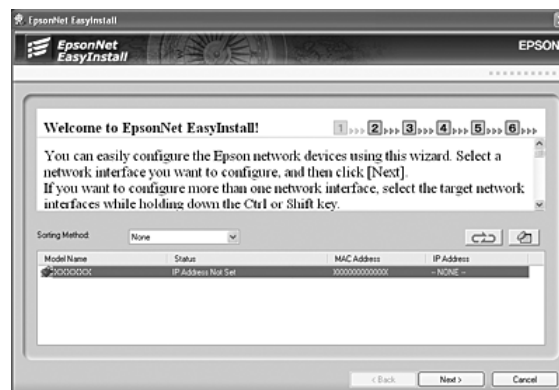 EpsonNet EasyInstall
EpsonNet
EasyInstall
EPSON
Welcome to EpsonNet EasyInstall!
1 2 3 4 5 6
You can easily configure the Epson network devices using this wizard. Select a
network interface you want to configure, and then click [Next].
If you want to configure more than one network interface, select the target network
interfaces while holding down the Ctrl or Shift key.
Sorting Method:
None
Model Name Status MAC Address IP Address
XXXXXXX IP Address Not Set XXXXXXXXXXXX -- NONE --
< Back Next > Cancel